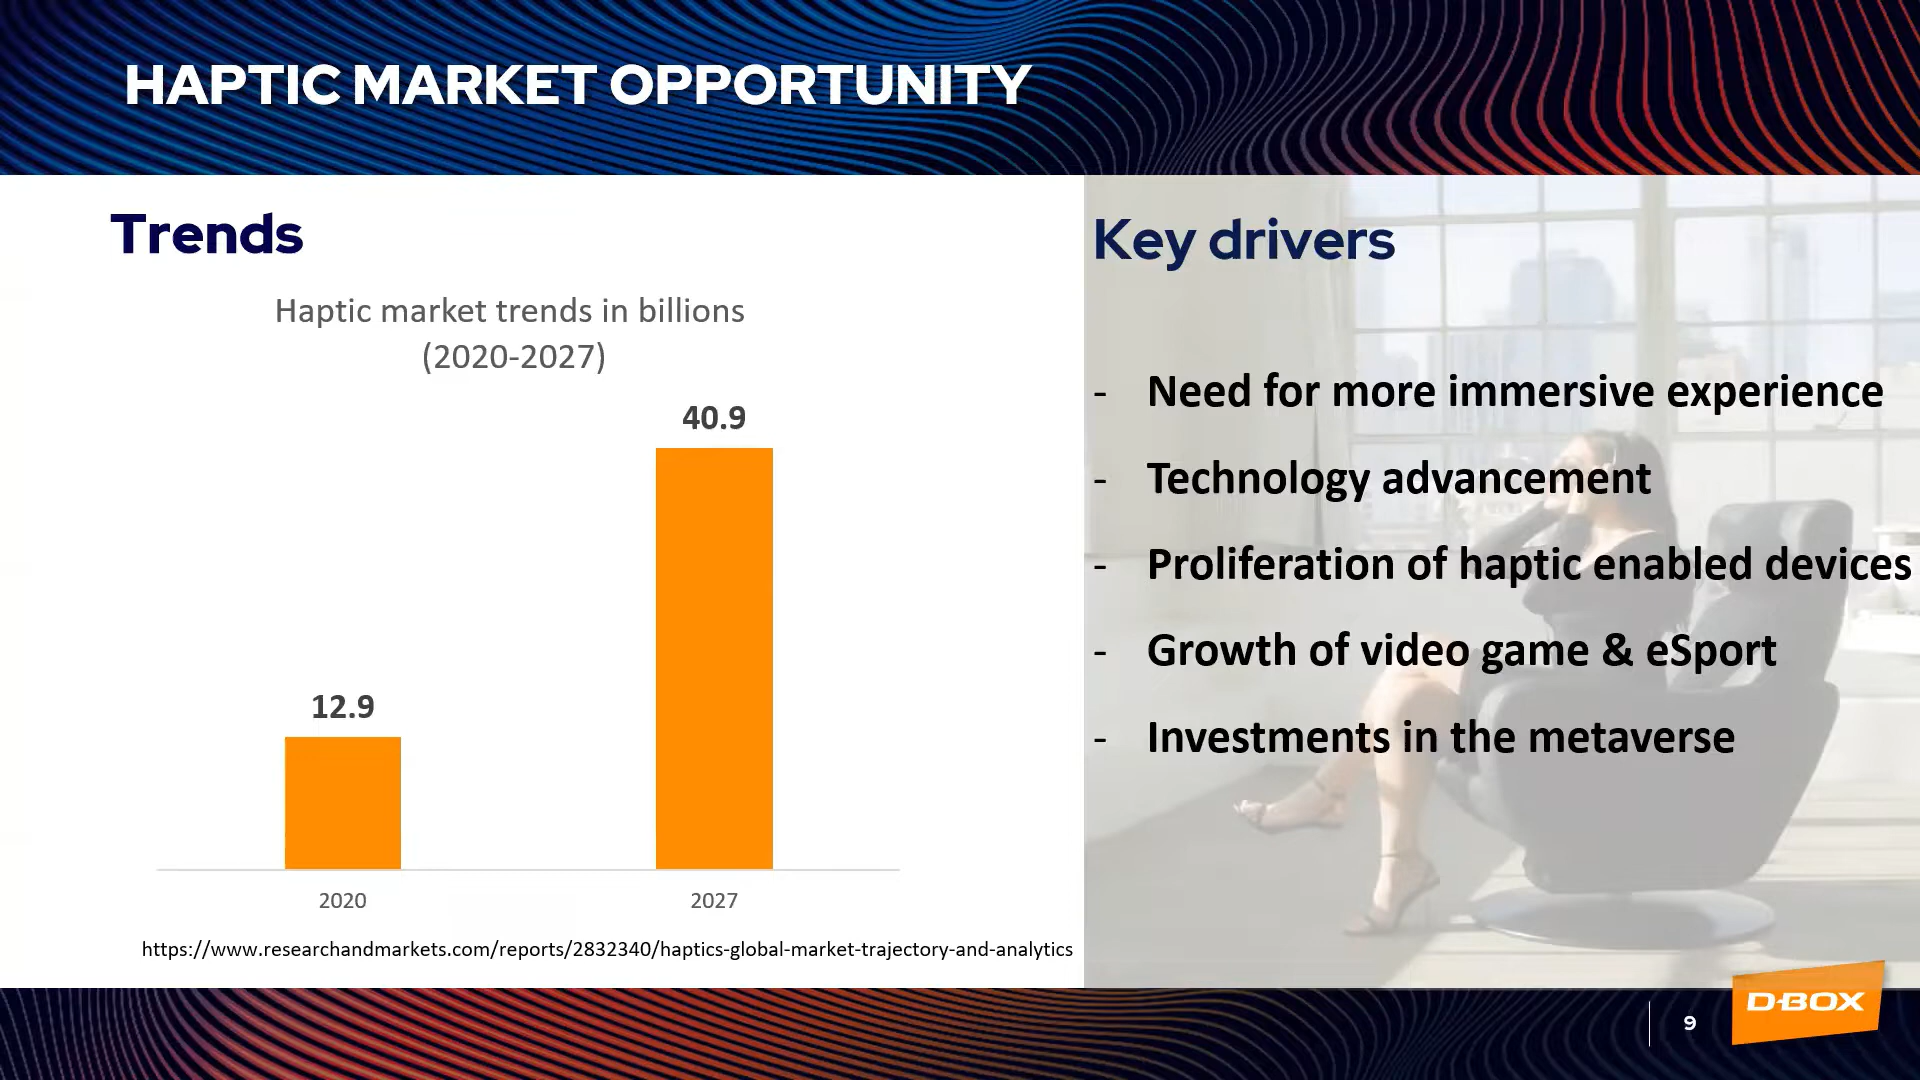 HAPTIC MARKET OPPORTUNITY
Trends
Haptic market trends in billions
(2020-2027)
40.9
12.9
2020
2027
https://www.researchandmarkets.com/reports/2832340/haptics-global-market-trajectory-and-analytics
Key drivers
- Need for more immersive experience
- Technology advancement
- Proliferation of haptic enabled devices
- Growth of video game & eSport
- Investments in the metaverse
9
D-BOX